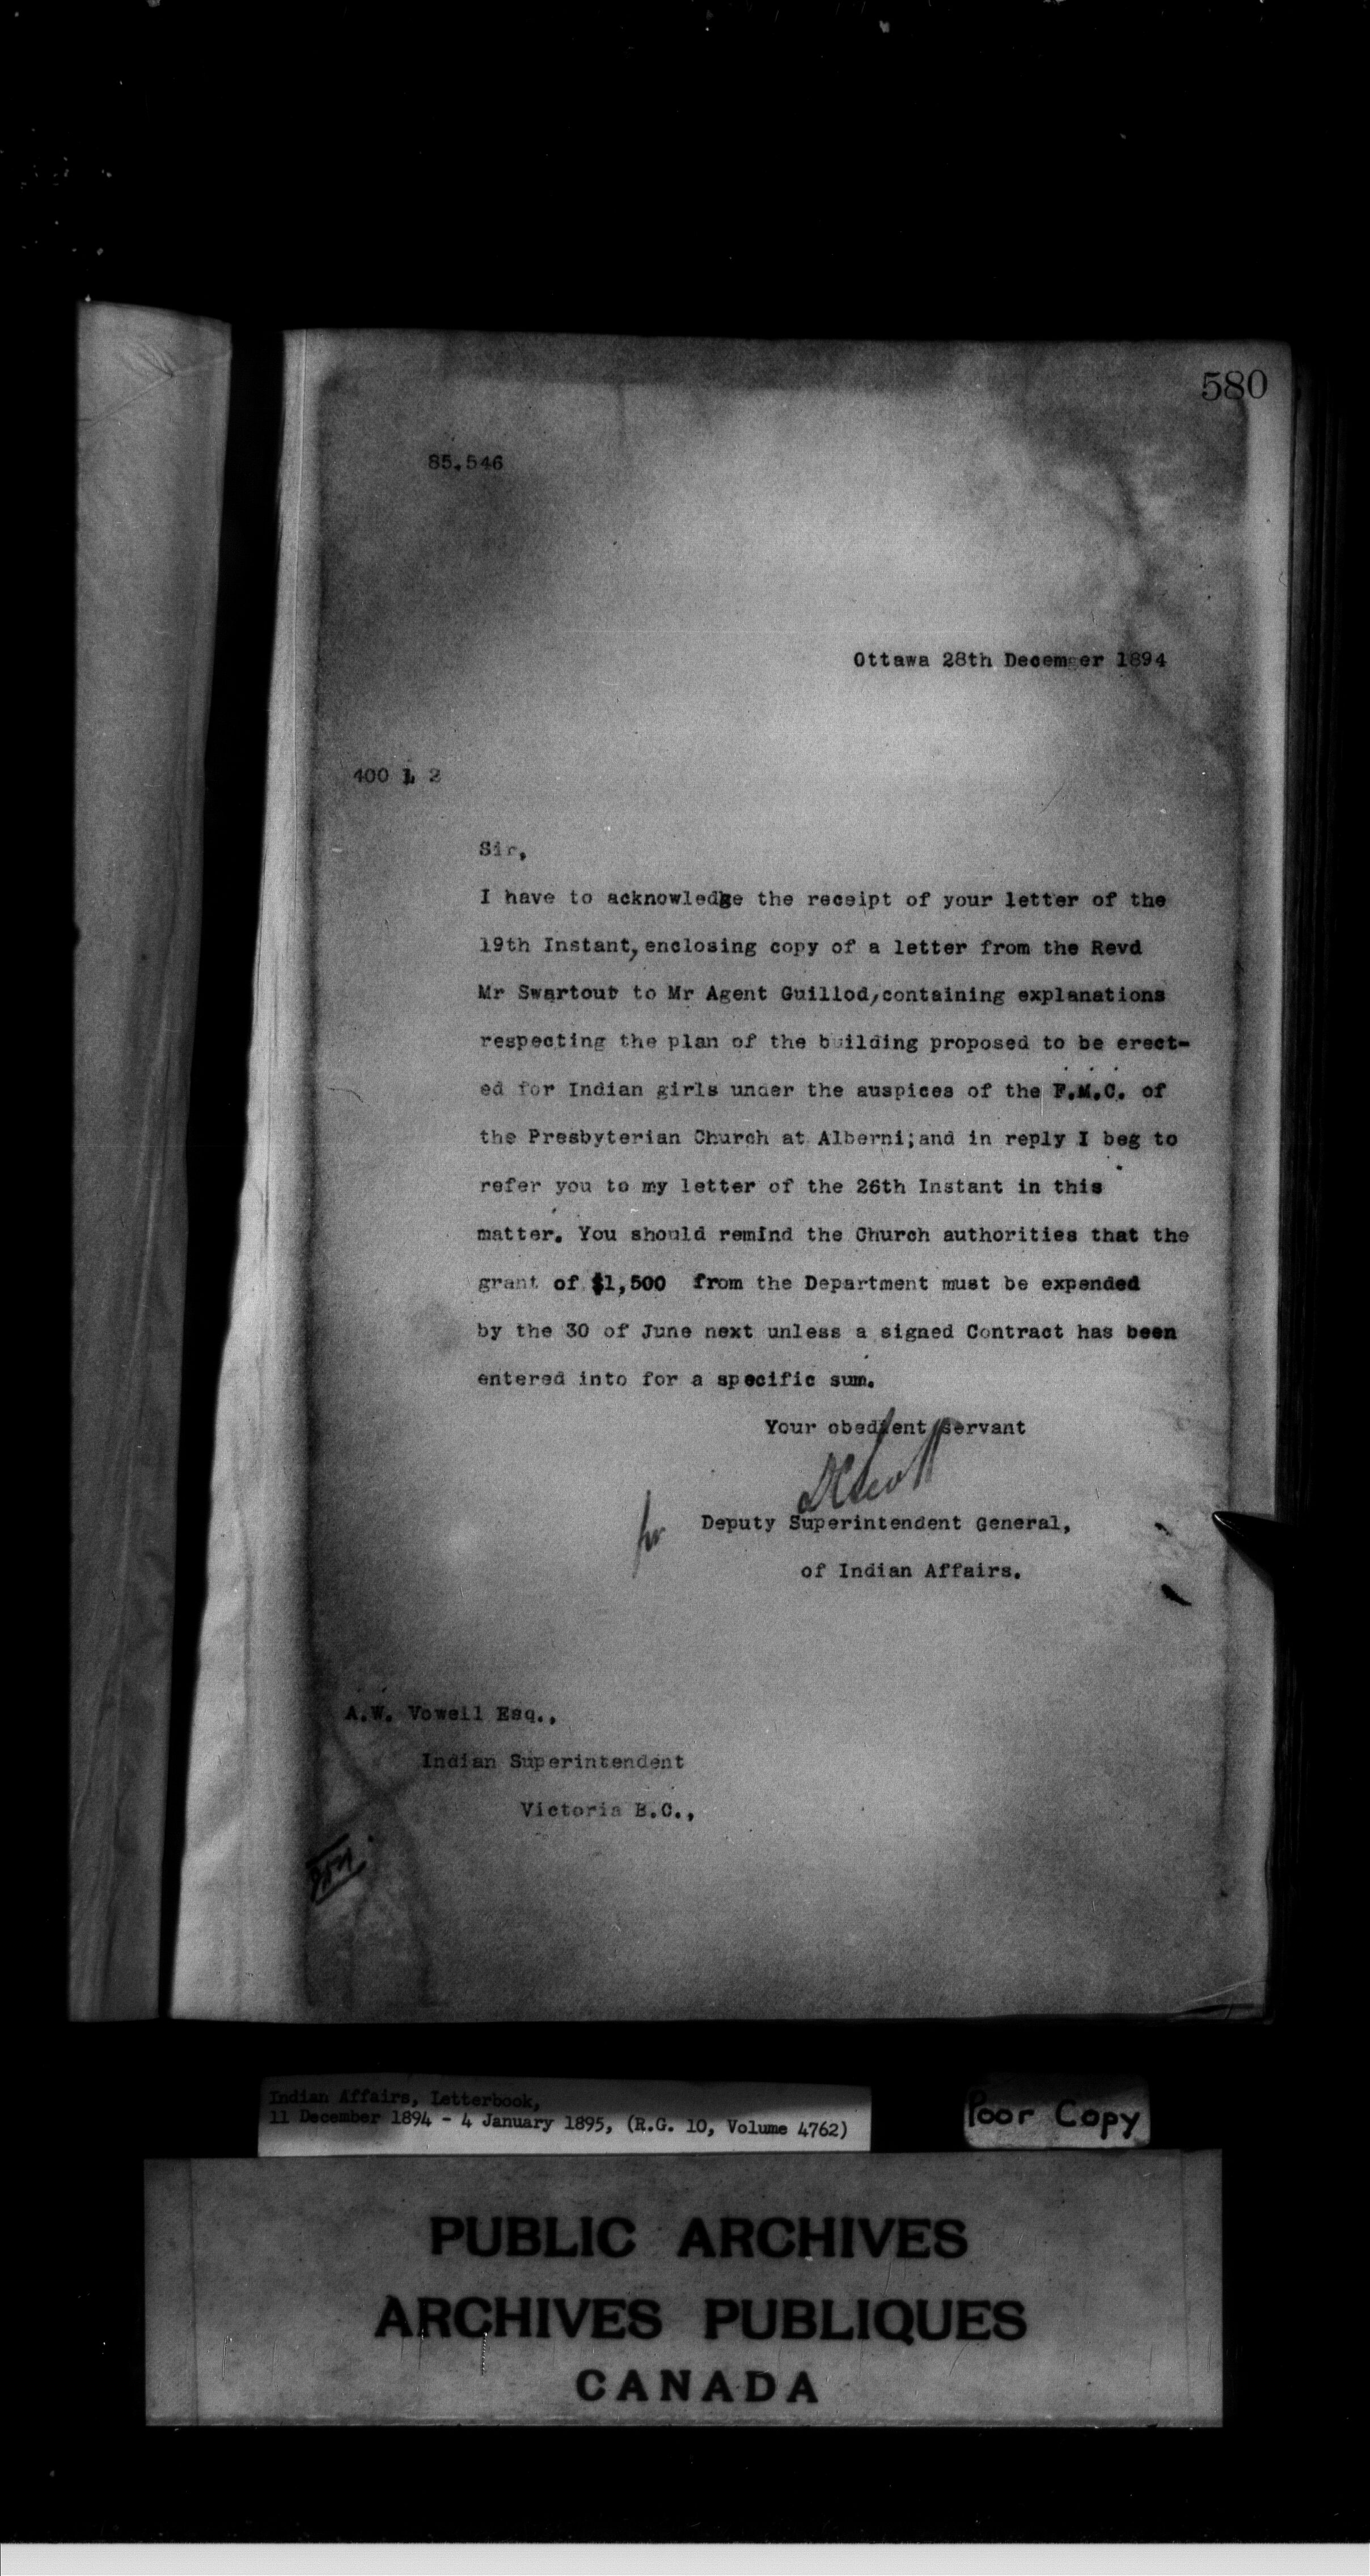 580
85,546
Ottawa 28th December 1894
400 L 2
Sir,
I have to acknowledge the receipt of your letter of the
19th Instant, enclosing copy of a letter from the Revd
Mr Swartout to Mr Agent Guillod, containing explanations
respecting the plan of the building proposed to be erect-
ed for Indian girls under the auspices of the F.M.C. of
the Presbyterian Church at Alberni; and in reply I beg to
refer you to my letter of the 26th Instant in this
matter. You should remind the Church authorities that the
grant of $1,500 from the Department must be expended
by the 30 of June next unless a signed Contract has been
entered into for a specific sum.
Your obedient servant
D C Scott
for Deputy Superintendent General,
of Indian Affairs.
A.W. Vowell Esq.,
Indian Superintendent
Victoria B.C.,
Indian Affairs, Letterbook,
11 December 1894 - 4 January 1895, (R.G. 10, Volume 4762)
Poor Copy
PUBLIC ARCHIVES
ARCHIVES PUBLIQUES
CANADA